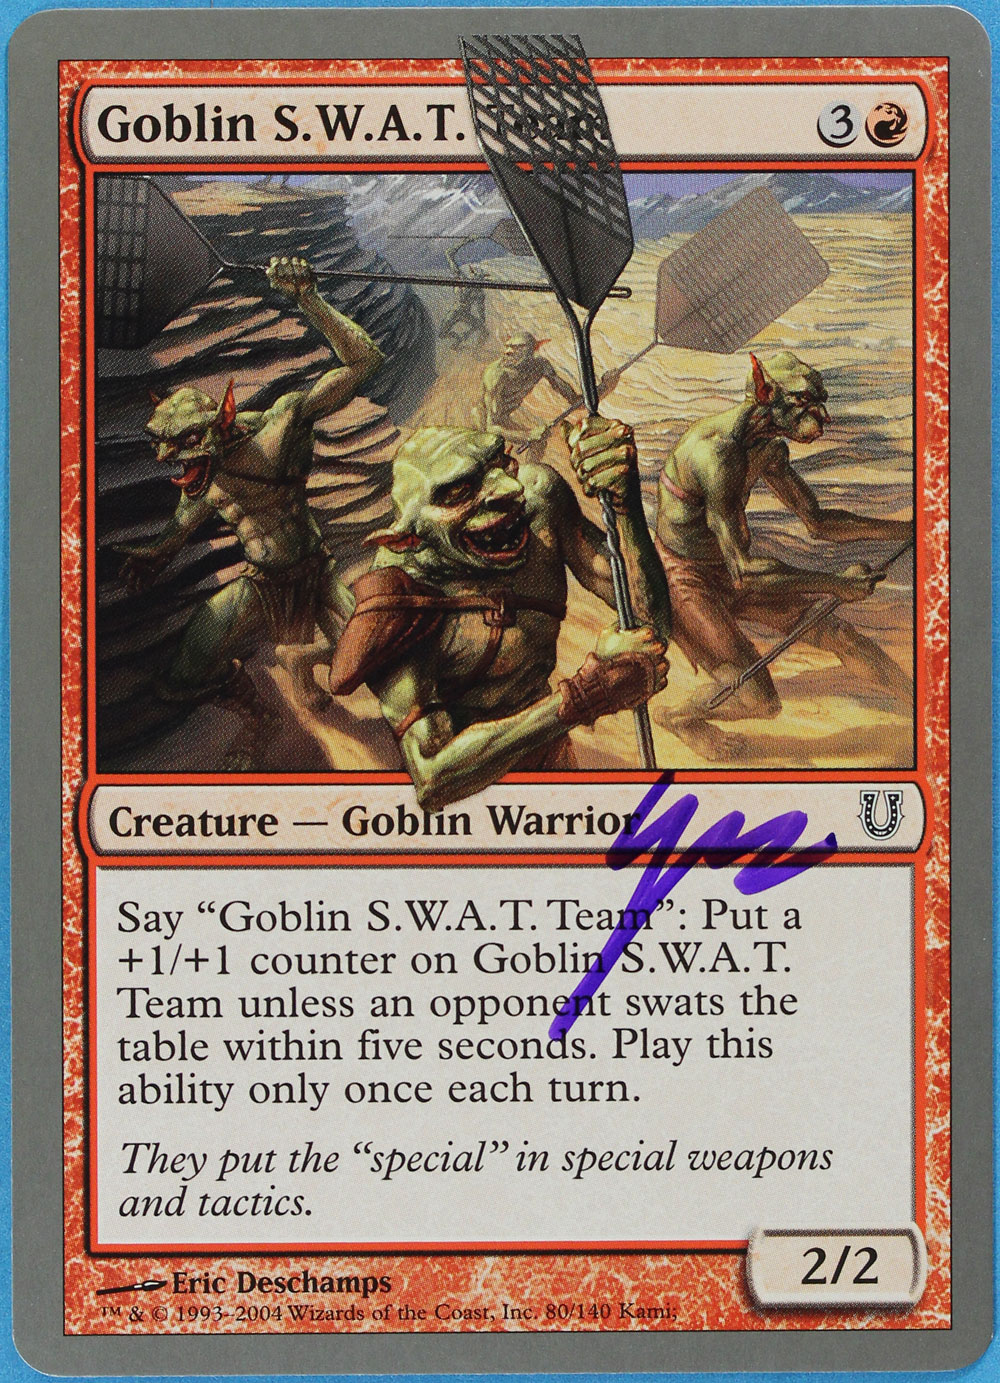 Goblin S.W.A.T. Team
3
Creature — Goblin Warrior
Say “Goblin S.W.A.T. Team”: Put a
+1/+1 counter on Goblin S.W.A.T.
Team unless an opponent swats the
table within five seconds. Play this
ability only once each turn.
They put the “special” in special weapons
and tactics.
2/2
Eric Deschamps
™ & © 1993–2004 Wizards of the Coast, Inc. 80/140 Kami;